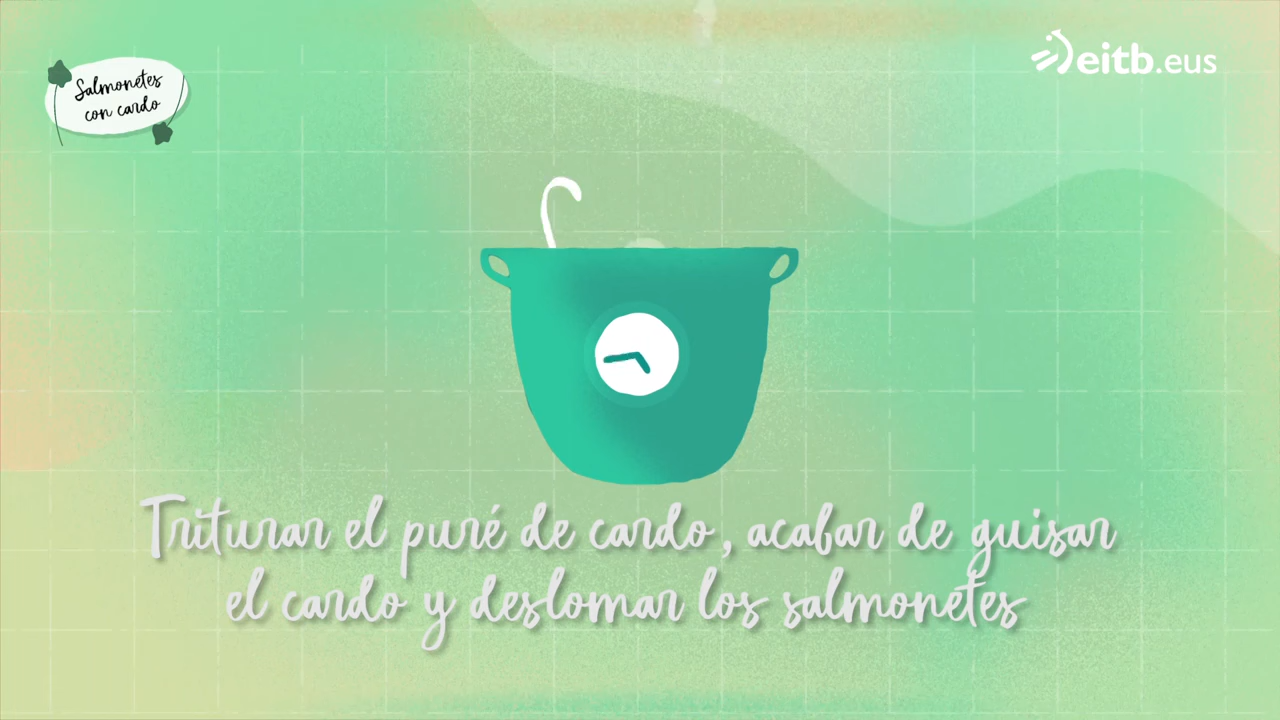 Salmonetes
con cardo
eitb.eus
Triturar el puré de cardo, acabar de guisar
el cardo y deslomar los salmonetes